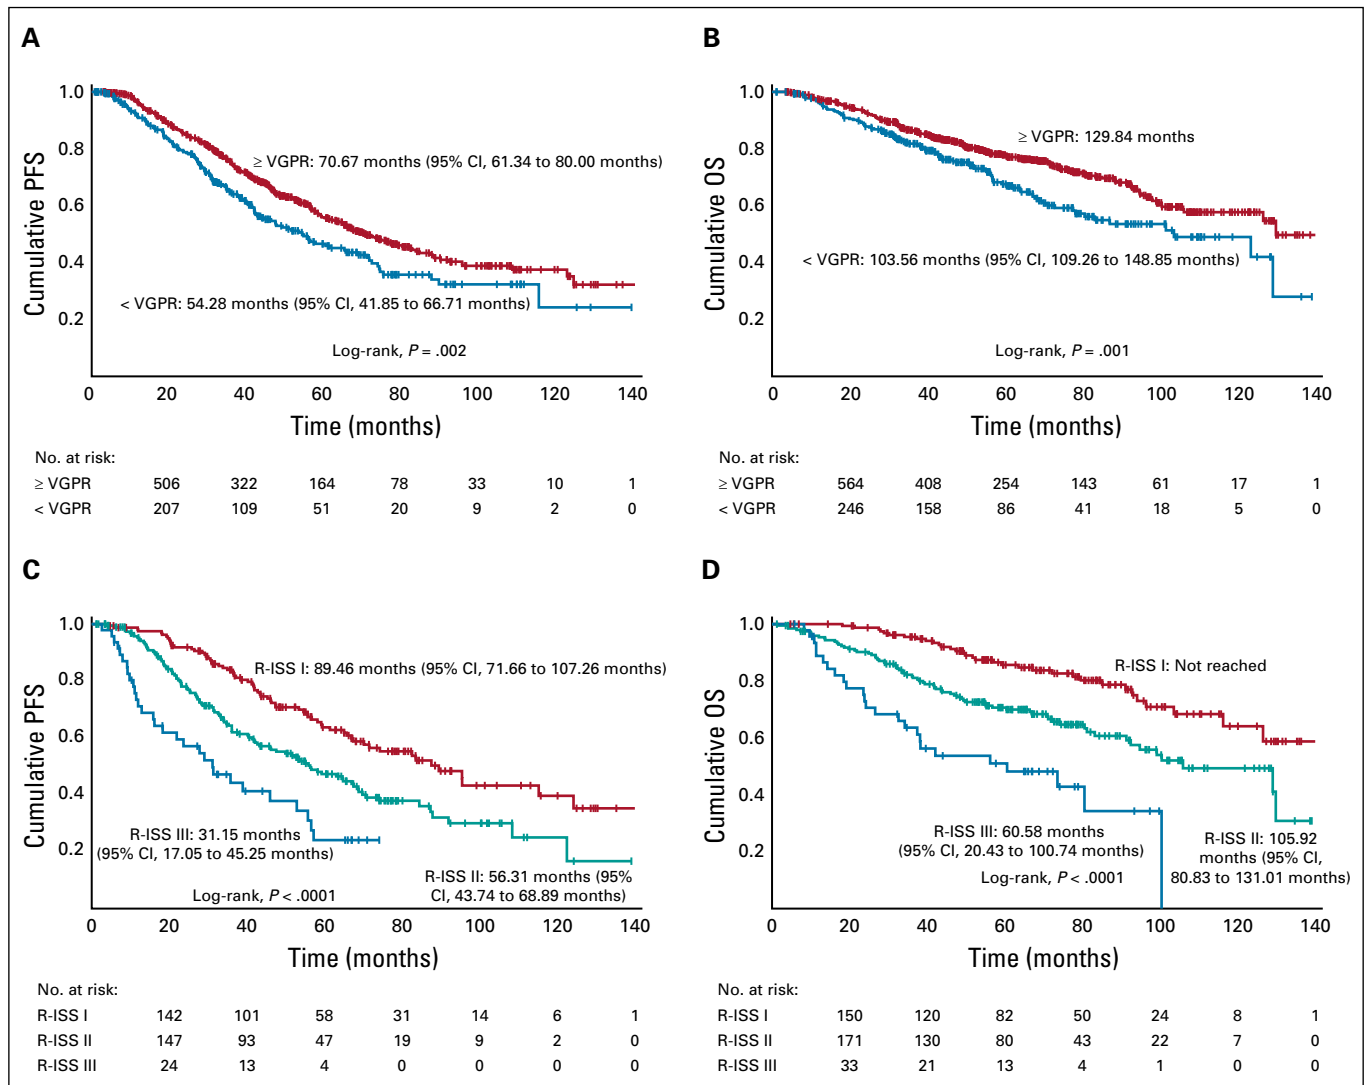 A
1.0
0.8
0.6
0.4
0.2
Cumulative PFS
≥ VGPR: 70.67 months (95% CI, 61.34 to 80.00 months)
< VGPR: 54.28 months (95% CI, 41.85 to 66.71 months)
Log-rank, P = .002
0 20 40 60 80 100 120 140
Time (months)
No. at risk:
≥ VGPR 506 322 164 78 33 10 1
< VGPR 207 109 51 20 9 2 0
B
1.0
0.8
0.6
0.4
0.2
Cumulative OS
≥ VGPR: 129.84 months
< VGPR: 103.56 months (95% CI, 109.26 to 148.85 months)
Log-rank, P = .001
0 20 40 60 80 100 120 140
Time (months)
No. at risk:
≥ VGPR 564 408 254 143 61 17 1
< VGPR 246 158 86 41 18 5 0
C
1.0
0.8
0.6
0.4
0.2
Cumulative PFS
R-ISS I: 89.46 months (95% CI, 71.66 to 107.26 months)
R-ISS III: 31.15 months
(95% CI, 17.05 to 45.25 months)
R-ISS II: 56.31 months (95%
CI, 43.74 to 68.89 months)
Log-rank, P < .0001
0 20 40 60 80 100 120 140
Time (months)
No. at risk:
R-ISS I 142 101 58 31 14 6 1
R-ISS II 147 93 47 19 9 2 0
R-ISS III 24 13 4 0 0 0 0
D
1.0
0.8
0.6
0.4
0.2
Cumulative OS
R-ISS I: Not reached
R-ISS III: 60.58 months
(95% CI, 20.43 to 100.74 months)
Log-rank, P < .0001
R-ISS II: 105.92
months (95% CI,
80.83 to 131.01 months)
0 20 40 60 80 100 120 140
Time (months)
No. at risk:
R-ISS I 150 120 82 50 24 8 1
R-ISS II 171 130 80 43 22 7 0
R-ISS III 33 21 13 4 1 0 0